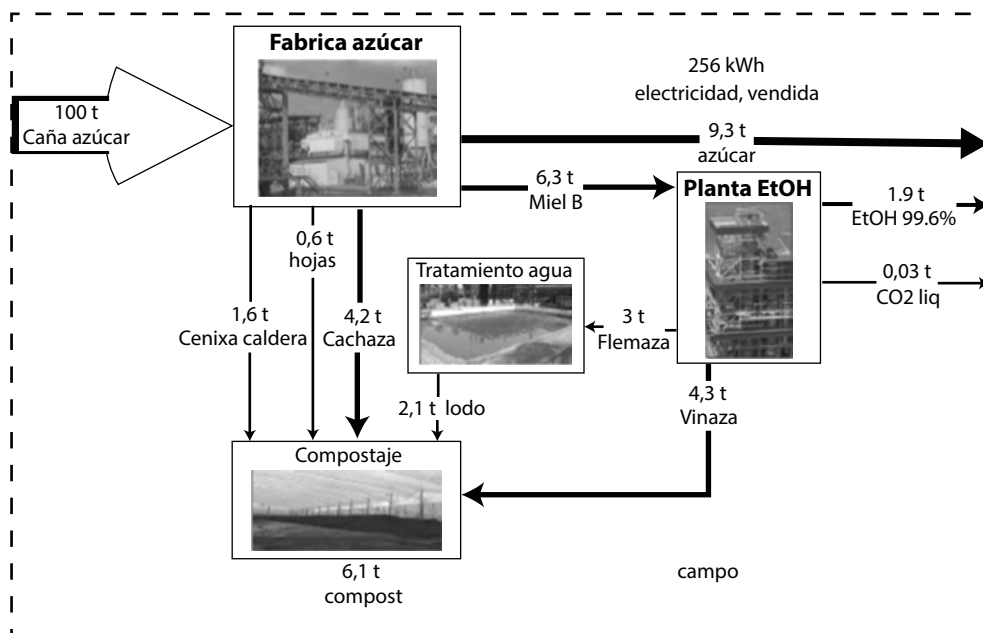 Fabrica azúcar
256 kWh
electricidad, vendida
100 t
Caña azúcar
9,3 t
azúcar
6,3 t
Miel B
Planta EtOH
1.9 t
EtOH 99.6%
0,6 t
hojas
Tratamiento agua
0,03 t
CO2 liq
1,6 t
Cenixa caldera
4,2 t
Cachaza
3 t
Flemaza
4,3 t
Vinaza
2,1 t lodo
Compostaje
6,1 t
compost
campo